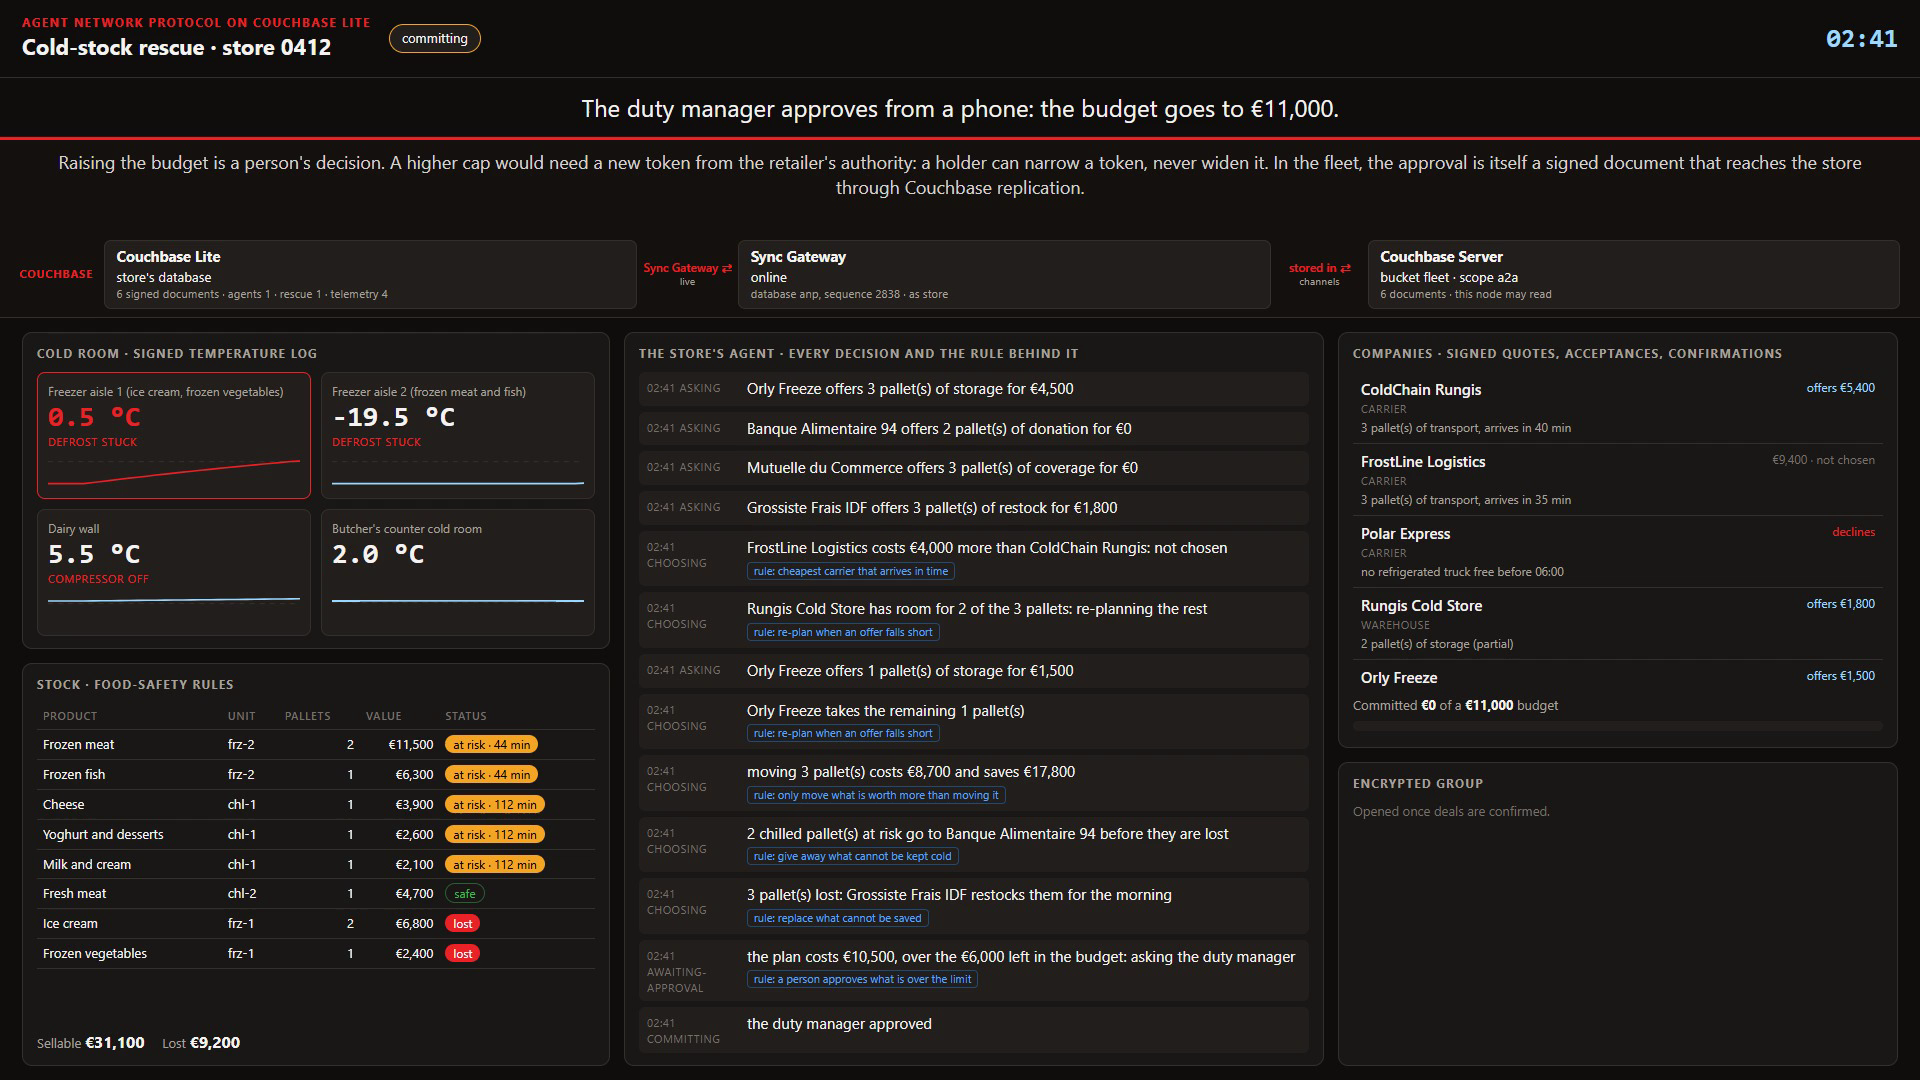 AGENT NETWORK PROTOCOL ON COUCHBASE LITE
Cold-stock rescue · store 0412
committing
02:41
The duty manager approves from a phone: the budget goes to €11,000.
Raising the budget is a person's decision. A higher cap would need a new token from the retailer's authority: a holder can narrow a token, never widen it. In the fleet, the approval is itself a signed document that reaches the store
through Couchbase replication.
COUCHBASE
Couchbase Lite
store's database
6 signed documents · agents 1 · rescue 1 · telemetry 4
Sync Gateway ⇄
live
Sync Gateway
online
database anp, sequence 2838 · as store
stored in ⇄
channels
Couchbase Server
bucket fleet · scope a2a
6 documents · this node may read
COLD ROOM · SIGNED TEMPERATURE LOG
Freezer aisle 1 (ice cream, frozen vegetables)
0.5 °C
DEFROST STUCK
Freezer aisle 2 (frozen meat and fish)
-19.5 °C
DEFROST STUCK
Dairy wall
5.5 °C
COMPRESSOR OFF
Butcher's counter cold room
2.0 °C
STOCK · FOOD-SAFETY RULES
PRODUCT UNIT PALLETS VALUE STATUS
Frozen meat frz-2 2 €11,500 at risk · 44 min
Frozen fish frz-2 1 €6,300 at risk · 44 min
Cheese chl-1 1 €3,900 at risk · 112 min
Yoghurt and desserts chl-1 1 €2,600 at risk · 112 min
Milk and cream chl-1 1 €2,100 at risk · 112 min
Fresh meat chl-2 1 €4,700 safe
Ice cream frz-1 2 €6,800 lost
Frozen vegetables frz-1 1 €2,400 lost
Sellable €31,100 Lost €9,200
THE STORE'S AGENT · EVERY DECISION AND THE RULE BEHIND IT
02:41 ASKING Orly Freeze offers 3 pallet(s) of storage for €4,500
02:41 ASKING Banque Alimentaire 94 offers 2 pallet(s) of donation for €0
02:41 ASKING Mutuelle du Commerce offers 3 pallet(s) of coverage for €0
02:41 ASKING Grossiste Frais IDF offers 3 pallet(s) of restock for €1,800
02:41 CHOOSING FrostLine Logistics costs €4,000 more than ColdChain Rungis: not chosen
rule: cheapest carrier that arrives in time
02:41 CHOOSING Rungis Cold Store has room for 2 of the 3 pallets: re-planning the rest
rule: re-plan when an offer falls short
02:41 ASKING Orly Freeze offers 1 pallet(s) of storage for €1,500
02:41 CHOOSING Orly Freeze takes the remaining 1 pallet(s)
rule: re-plan when an offer falls short
02:41 CHOOSING moving 3 pallet(s) costs €8,700 and saves €17,800
rule: only move what is worth more than moving it
02:41 CHOOSING 2 chilled pallet(s) at risk go to Banque Alimentaire 94 before they are lost
rule: give away what cannot be kept cold
02:41 CHOOSING 3 pallet(s) lost: Grossiste Frais IDF restocks them for the morning
rule: replace what cannot be saved
02:41 AWAITING-APPROVAL the plan costs €10,500, over the €6,000 left in the budget: asking the duty manager
rule: a person approves what is over the limit
02:41 COMMITTING the duty manager approved
COMPANIES · SIGNED QUOTES, ACCEPTANCES, CONFIRMATIONS
ColdChain Rungis offers €5,400
CARRIER
3 pallet(s) of transport, arrives in 40 min
FrostLine Logistics €9,400 · not chosen
CARRIER
3 pallet(s) of transport, arrives in 35 min
Polar Express declines
CARRIER
no refrigerated truck free before 06:00
Rungis Cold Store offers €1,800
WAREHOUSE
2 pallet(s) of storage (partial)
Orly Freeze offers €1,500
Committed €0 of a €11,000 budget
ENCRYPTED GROUP
Opened once deals are confirmed.